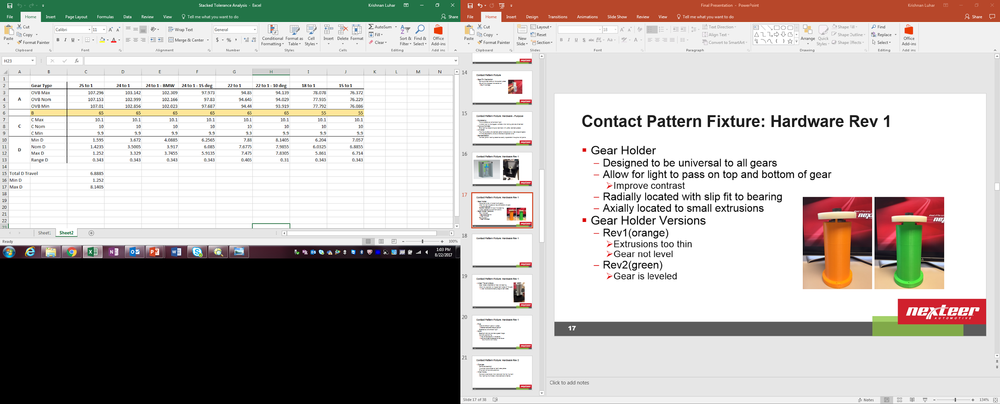 Stacked Tolerance Analysis - Excel
Krishnan Luhar
File Home Insert Page Layout Formulas Data Review View Tell me what you want to do
Share
Paste
Cut
Copy
Format Painter
Clipboard
Calibri 11
B I U
Font
Wrap Text
Merge & Center
Alignment
General
$ % ,
Number
Conditional Formatting
Format as Table
Cell Styles
Styles
Insert Delete Format
Cells
AutoSum
Fill
Clear
Sort & Filter
Find & Select
Editing
Office Add-ins
Add ins
H23 fx
A B C D E F G H I J K L M N
1
2 Gear Type 25 to 1 24 to 1 24 to 1 - BMW 24 to 1 - 15 deg 22 to 1 22 to 1 - 10 deg 18 to 1 15 to 1
3 OVB Max 107.296 103.142 102.309 97.973 94.85 94.139 78.078 76.372
4 A OVB Nom 107.153 102.999 102.166 97.83 94.645 94.029 77.935 76.229
5 OVB Min 107.01 102.856 102.023 97.687 94.44 93.919 77.792 76.086
6 B 65 65 65 65 65 65 55 55
7 C Max 10.1 10.1 10.1 10.1 10.1 10.1 10.1 10.1
8 C C Nom 10 10 10 10 10 10 10 10
9 C Min 9.9 9.9 9.9 9.9 9.9 9.9 9.9 9.9
10 Min D 1.595 3.672 4.0885 6.2565 7.88 8.1405 6.204 7.057
11 D Nom D 1.4235 3.5005 3.917 6.085 7.6775 7.9855 6.0325 6.8855
12 Max D 1.252 3.329 3.7455 5.9135 7.475 7.8305 5.861 6.714
13 Range D 0.343 0.343 0.343 0.343 0.405 0.31 0.343 0.343
14
15 Total D Travel 6.8885
16 Min D 1.252
17 Max D 8.1405
18
19
20
21
22
23
Sheet1 Sheet2
Ready
100%
1:03 PM
8/22/2017
Final Presentation - PowerPoint
Krishnan Luhar
File Home Insert Design Transitions Animations Slide Show Review View Tell me what you want to do
Share
Paste
Cut
Copy
Format Painter
Clipboard
New Slide
Layout
Reset
Section
Slides
18
B I U S abc AV Aa A
Font
Text Direction
Align Text
Convert to SmartArt
Paragraph
Arrange
Quick Styles
Shape Fill
Shape Outline
Shape Effects
Drawing
Find
Replace
Select
Editing
Office Add-ins
Add ins
14
Contact Pattern Fixture
15
Contact Pattern Fixture: Hardware - Purpose
16
Contact Pattern Fixture: Hardware Rev 1
17
Contact Pattern Fixture: Hardware Rev 1
18
Contact Pattern Fixture: Hardware Rev 1
19
Contact Pattern Fixture: Hardware Rev 1
20
Contact Pattern Fixture: Hardware Rev 1
21
Contact Pattern Fixture: Hardware Rev 2
Contact Pattern Fixture: Hardware Rev 1
Gear Holder
– Designed to be universal to all gears
– Allow for light to pass on top and bottom of gear
Improve contrast
– Radially located with slip fit to bearing
– Axially located to small extrusions
Gear Holder Versions
– Rev1(orange)
Extrusions too thin
Gear not level
– Rev2(green)
Gear is leveled
nexteer
AUTOMOTIVE
17
Click to add notes
Slide 17 of 38
Notes
134%